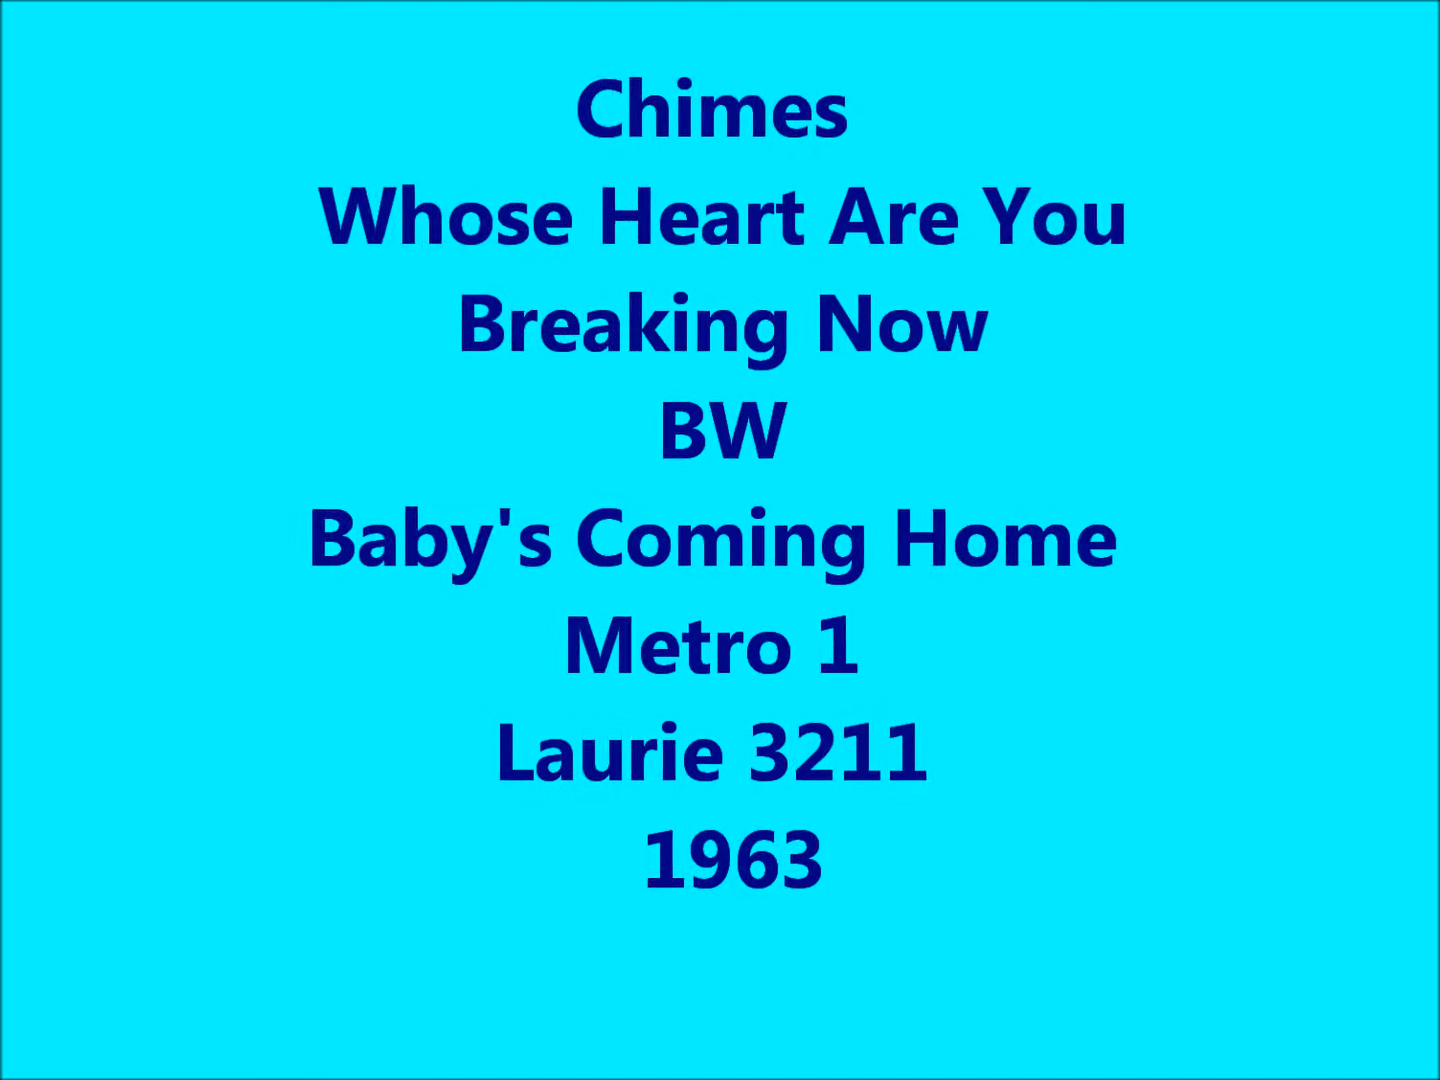 Chimes
Whose Heart Are You
Breaking Now
BW
Baby's Coming Home
Metro 1
Laurie 3211
1963